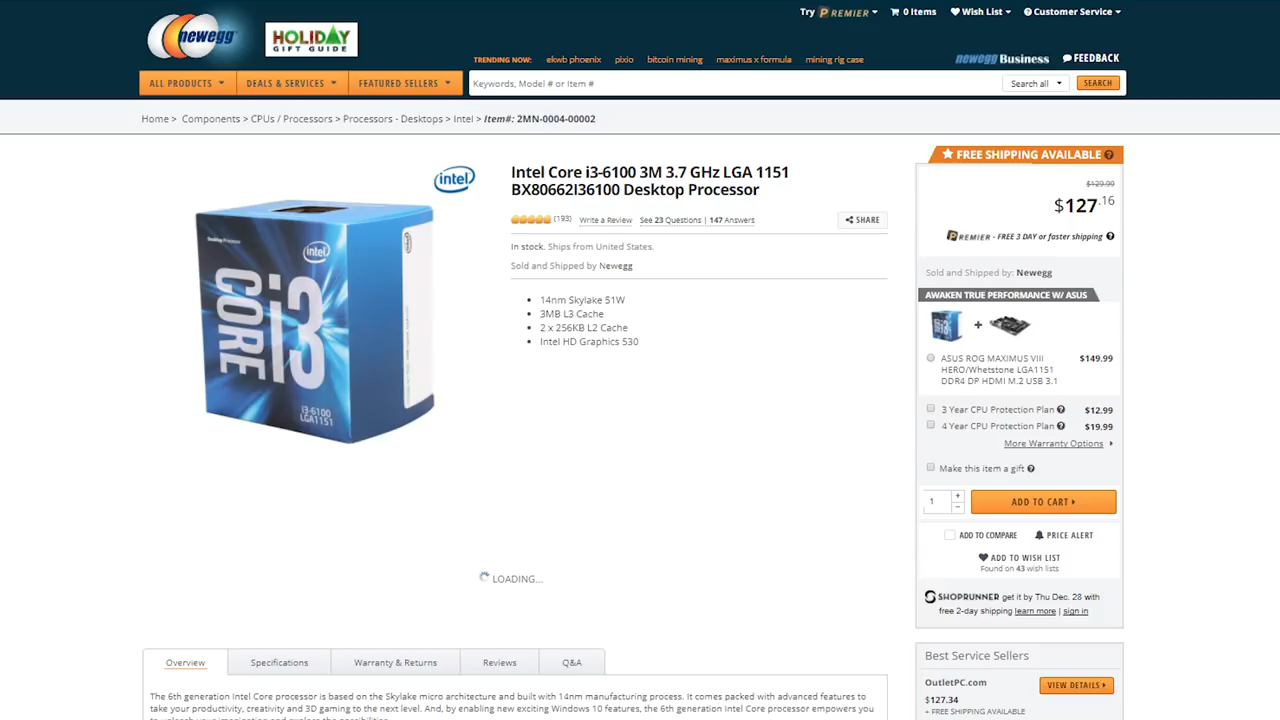 Try PREMIER
0 Items
Wish List
Customer Service
newegg
HOLIDAY
GIFT GUIDE
TRENDING NOW: ekwb phoenix pixio bitcoin mining maximus x formula mining rig case
newegg Business
FEEDBACK
ALL PRODUCTS
DEALS & SERVICES
FEATURED SELLERS
Keywords, Model # or Item #
Search all
SEARCH
Home > Components > CPUs / Processors > Processors - Desktops > Intel > Item#: 2MN-0004-00002
intel
Desktop Processor
intel
CORE i3
i3-6100
LGA1151
Intel Core i3-6100 3M 3.7 GHz LGA 1151
BX80662I36100 Desktop Processor
(193) Write a Review See 23 Questions | 147 Answers
SHARE
In stock. Ships from United States.
Sold and Shipped by Newegg
14nm Skylake 51W
3MB L3 Cache
2 x 256KB L2 Cache
Intel HD Graphics 530
LOADING...
FREE SHIPPING AVAILABLE
$129.99
$127.16
PREMIER - FREE 3 DAY or faster shipping
Sold and Shipped by: Newegg
AWAKEN TRUE PERFORMANCE W/ ASUS
+
ASUS ROG MAXIMUS VIII $149.99
HERO/Whetstone LGA1151
DDR4 DP HDMI M.2 USB 3.1
3 Year CPU Protection Plan $12.99
4 Year CPU Protection Plan $19.99
More Warranty Options
Make this item a gift
1
ADD TO CART
ADD TO COMPARE
PRICE ALERT
ADD TO WISH LIST
Found on 43 wish lists
SHOPRUNNER get it by Thu Dec. 28 with
free 2-day shipping learn more | sign in
Overview
Specifications
Warranty & Returns
Reviews
Q&A
The 6th generation Intel Core processor is based on the Skylake micro architecture and built with 14nm manufacturing process. It comes packed with advanced features to
take your productivity, creativity and 3D gaming to the next level. And, by enabling new exciting Windows 10 features, the 6th generation Intel Core processor empowers you
Best Service Sellers
OutletPC.com
VIEW DETAILS
$127.34
+ FREE SHIPPING AVAILABLE